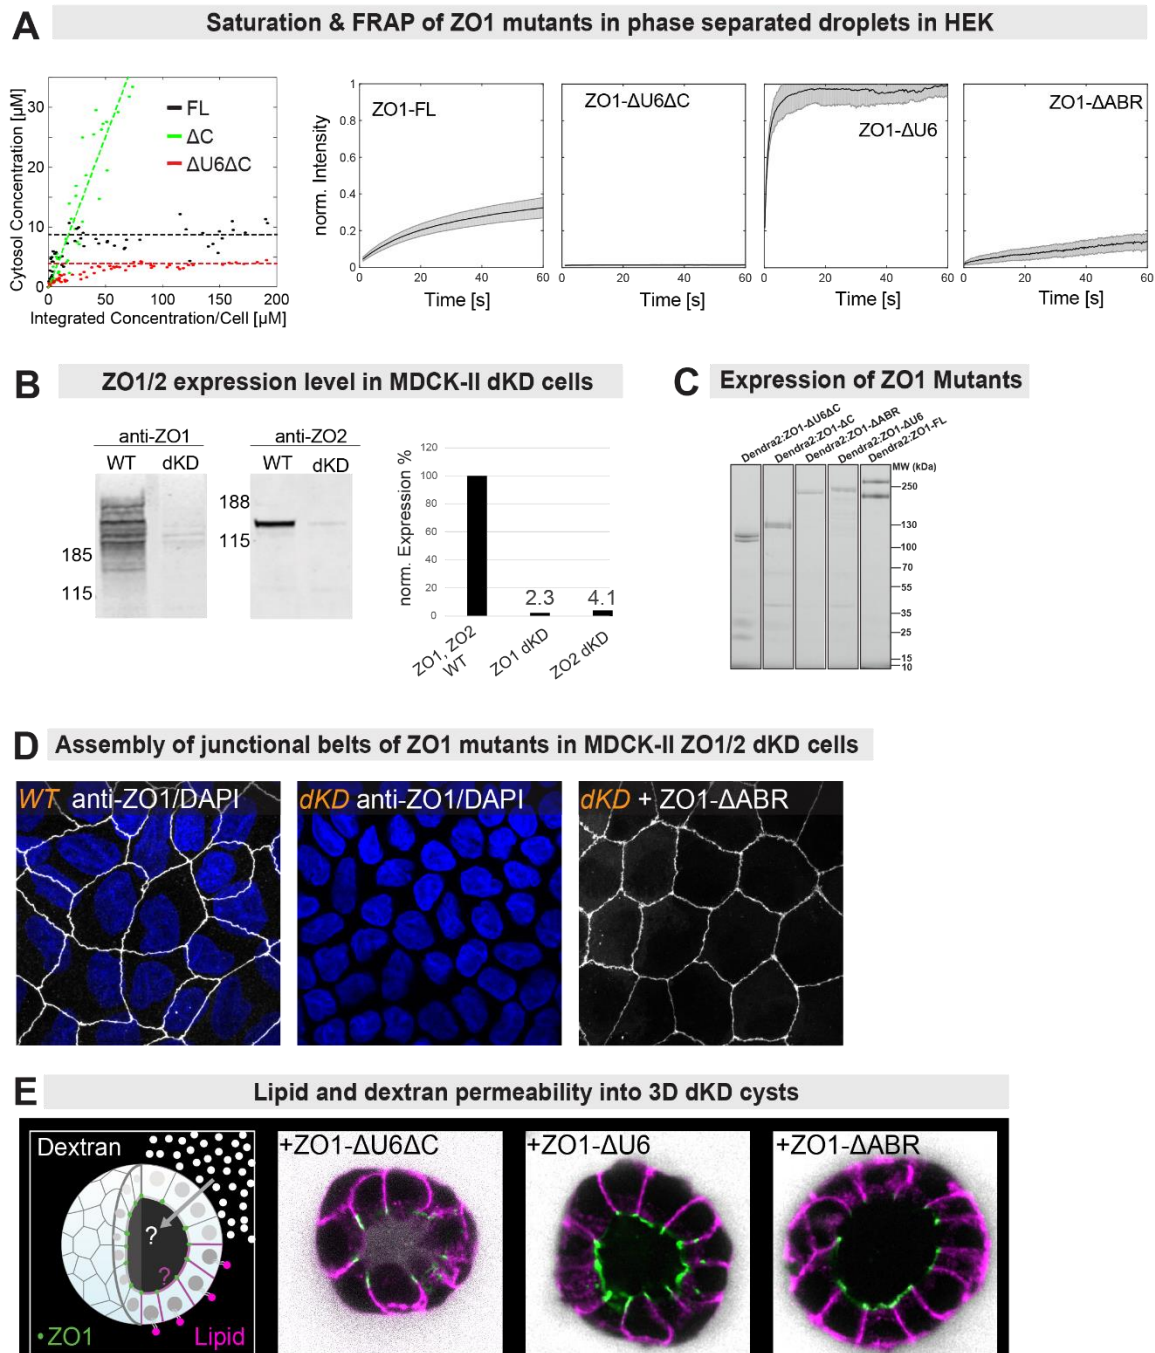 A Saturation & FRAP of ZO1 mutants in phase separated droplets in HEK
Cytosol Concentration [µM]
30
20
10
5
0
FL
ΔC
ΔU6ΔC
0 50 100 150 200
Integrated Concentration/Cell [µM]
norm. Intensity
1
0.8
0.6
0.4
0.2
0
ZO1-FL
ZO1-ΔU6ΔC
ZO1-ΔU6
ZO1-ΔABR
0 20 40 60
20 40 60
20 40 60
20 40 60
Time [s]
Time [s]
Time [s]
Time [s]
B ZO1/2 expression level in MDCK-II dKD cells
anti-ZO1
WT dKD
185
115
anti-ZO2
WT dKD
188
115
norm. Expression %
120
100
80
60
40
20
0
2.3
4.1
ZO1, ZO2 WT
ZO1 dKD
ZO2 dKD
C Expression of ZO1 Mutants
Dendra2:ZO1-ΔU6ΔC
Dendra2:ZO1-ΔC
Dendra2:ZO1-ΔABR
Dendra2:ZO1-ΔU6
Dendra2:ZO1-FL
MW (kDa)
250
130
100
70
55
35
25
15
10
D Assembly of junctional belts of ZO1 mutants in MDCK-II ZO1/2 dKD cells
WT anti-ZO1/DAPI
dKD anti-ZO1/DAPI
dKD + ZO1-ΔABR
E Lipid and dextran permeability into 3D dKD cysts
Dextran
?
?
•ZO1
Lipid
+ZO1-ΔU6ΔC
+ZO1-ΔU6
+ZO1-ΔABR